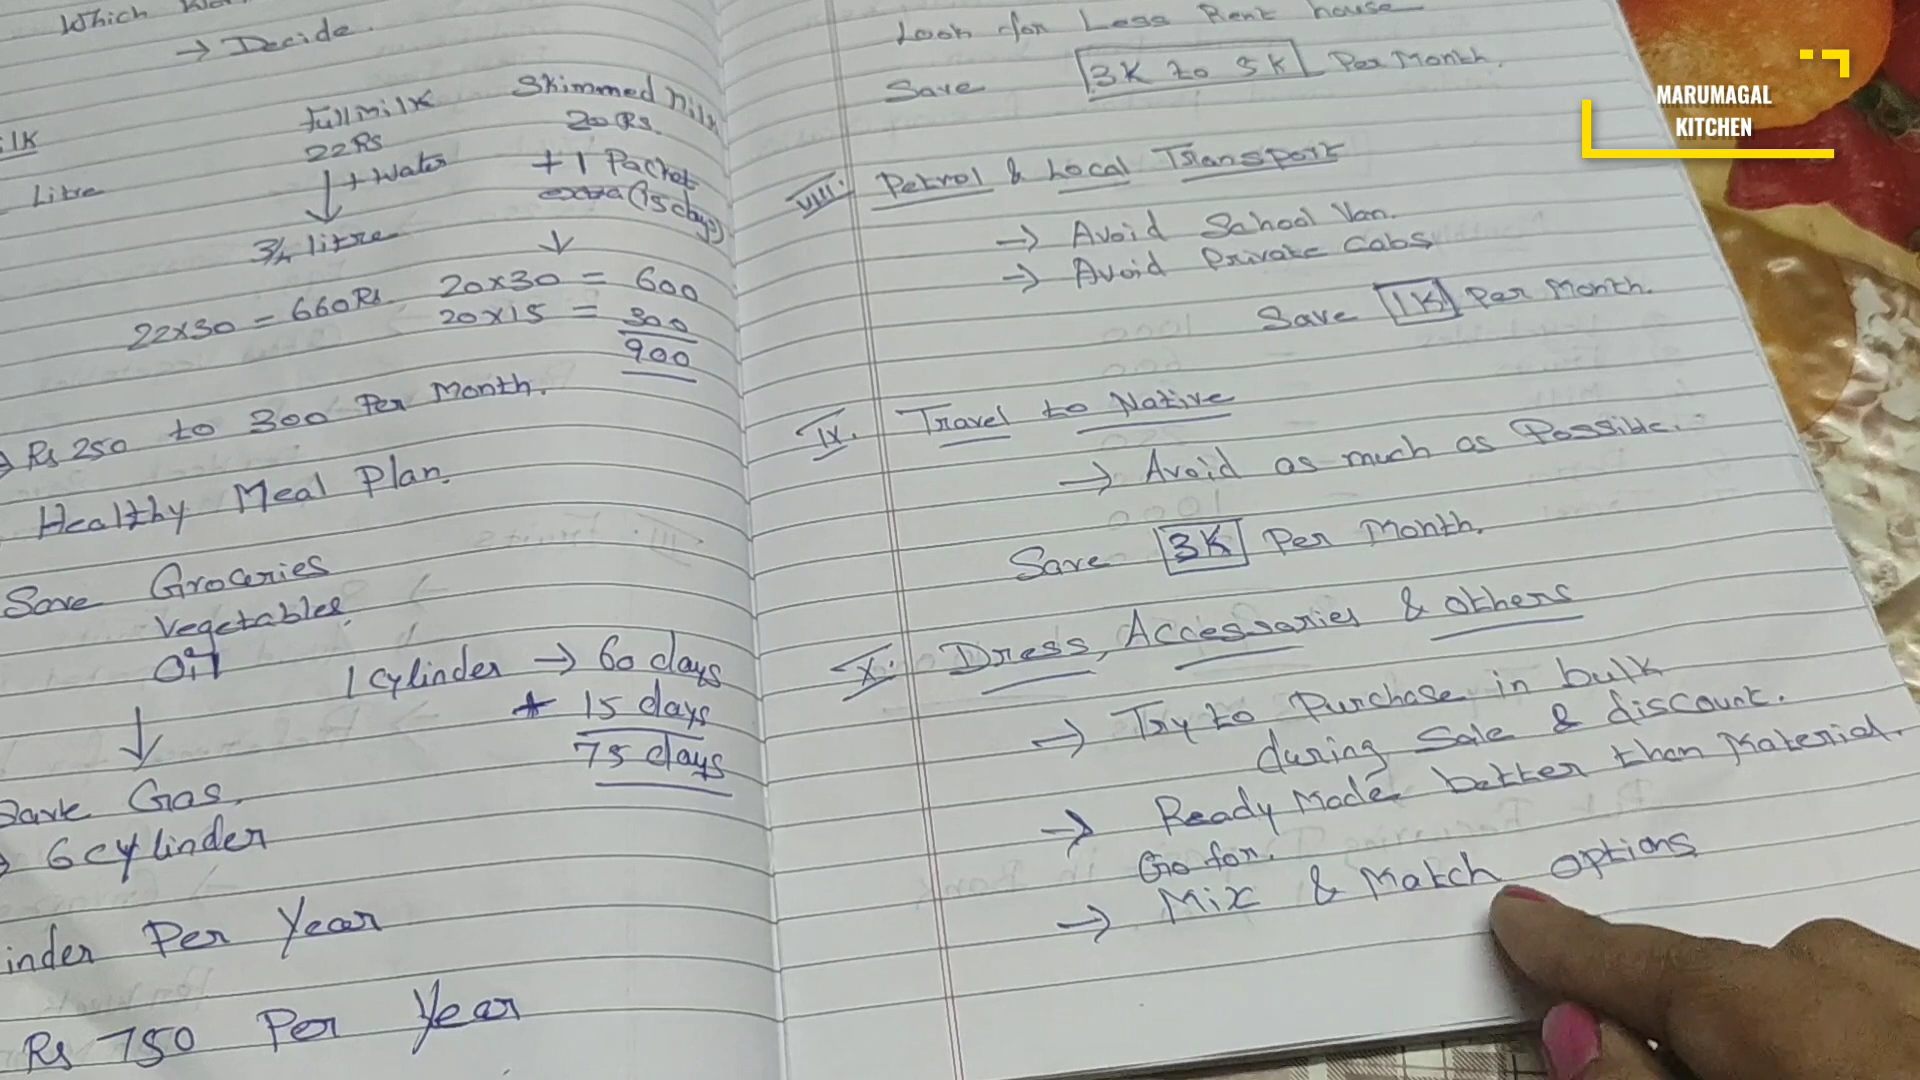 Which
→ Decide.
Full Milk
22 Rs
↓ + Water
3/4 litre
Skimmed Milk
20 Rs.
+ 1 Packet
extra (15 days)
↓
Litre
22x30 = 660 Rs
20x30 = 600
20x15 = 300
900
Rs 250 to 300 Per Month.
Healthy Meal Plan.
Save Groceries
Vegetables
Oil
↓
1 Cylinder → 60 days
+ 15 days
75 days
Save Gas.
6 cylinder
inder Per Year
Rs 750 Per Year
Look for Less Rent house
Save 3K to 5K Per Month.
VIII. Petrol & Local Transport
→ Avoid School Van.
→ Avoid Private Cabs
Save 1K Per Month.
IX. Travel to Native
→ Avoid as much as Possible.
Save 3K Per Month.
X. Dress, Accessories & Others
→ Try to Purchase in bulk
during Sale & discount.
→ Ready Made better than Material.
Go for.
→ Mix & Match options
MARUMAGAL
KITCHEN